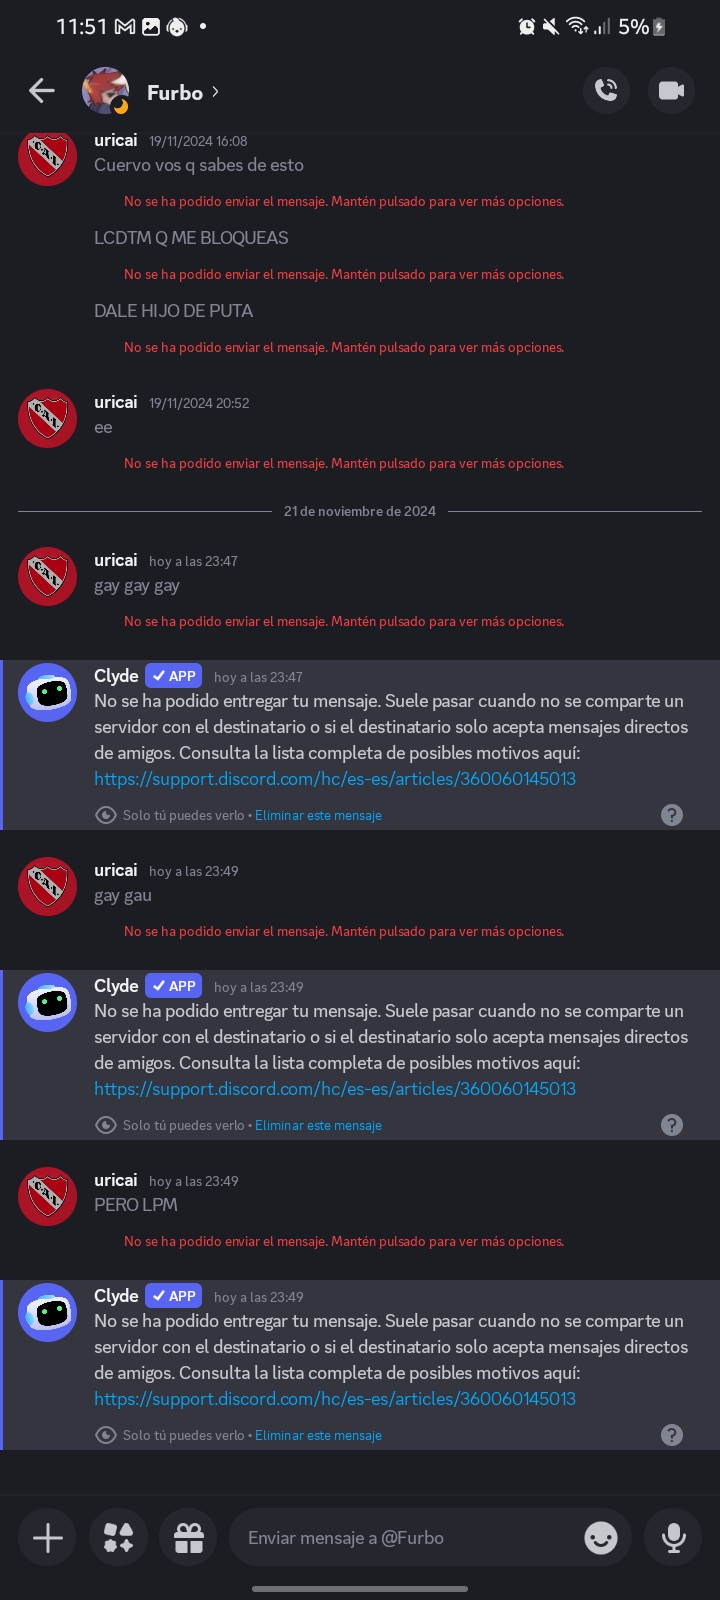 11:51
5%
Furbo
uricai 19/11/2024 16:08
Cuervo vos q sabes de esto
No se ha podido enviar el mensaje. Mantén pulsado para ver más opciones.
LCDTM Q ME BLOQUEAS
No se ha podido enviar el mensaje. Mantén pulsado para ver más opciones.
DALE HIJO DE PUTA
No se ha podido enviar el mensaje. Mantén pulsado para ver más opciones.
uricai 19/11/2024 20:52
ee
No se ha podido enviar el mensaje. Mantén pulsado para ver más opciones.
21 de noviembre de 2024
uricai hoy a las 23:47
gay gay gay
No se ha podido enviar el mensaje. Mantén pulsado para ver más opciones.
Clyde APP hoy a las 23:47
No se ha podido entregar tu mensaje. Suele pasar cuando no se comparte un
servidor con el destinatario o si el destinatario solo acepta mensajes directos
de amigos. Consulta la lista completa de posibles motivos aquí:
https://support.discord.com/hc/es-es/articles/360060145013
Solo tú puedes verlo • Eliminar este mensaje
uricai hoy a las 23:49
gay gau
No se ha podido enviar el mensaje. Mantén pulsado para ver más opciones.
Clyde APP hoy a las 23:49
No se ha podido entregar tu mensaje. Suele pasar cuando no se comparte un
servidor con el destinatario o si el destinatario solo acepta mensajes directos
de amigos. Consulta la lista completa de posibles motivos aquí:
https://support.discord.com/hc/es-es/articles/360060145013
Solo tú puedes verlo • Eliminar este mensaje
uricai hoy a las 23:49
PERO LPM
No se ha podido enviar el mensaje. Mantén pulsado para ver más opciones.
Clyde APP hoy a las 23:49
No se ha podido entregar tu mensaje. Suele pasar cuando no se comparte un
servidor con el destinatario o si el destinatario solo acepta mensajes directos
de amigos. Consulta la lista completa de posibles motivos aquí:
https://support.discord.com/hc/es-es/articles/360060145013
Solo tú puedes verlo • Eliminar este mensaje
Enviar mensaje a @Furbo